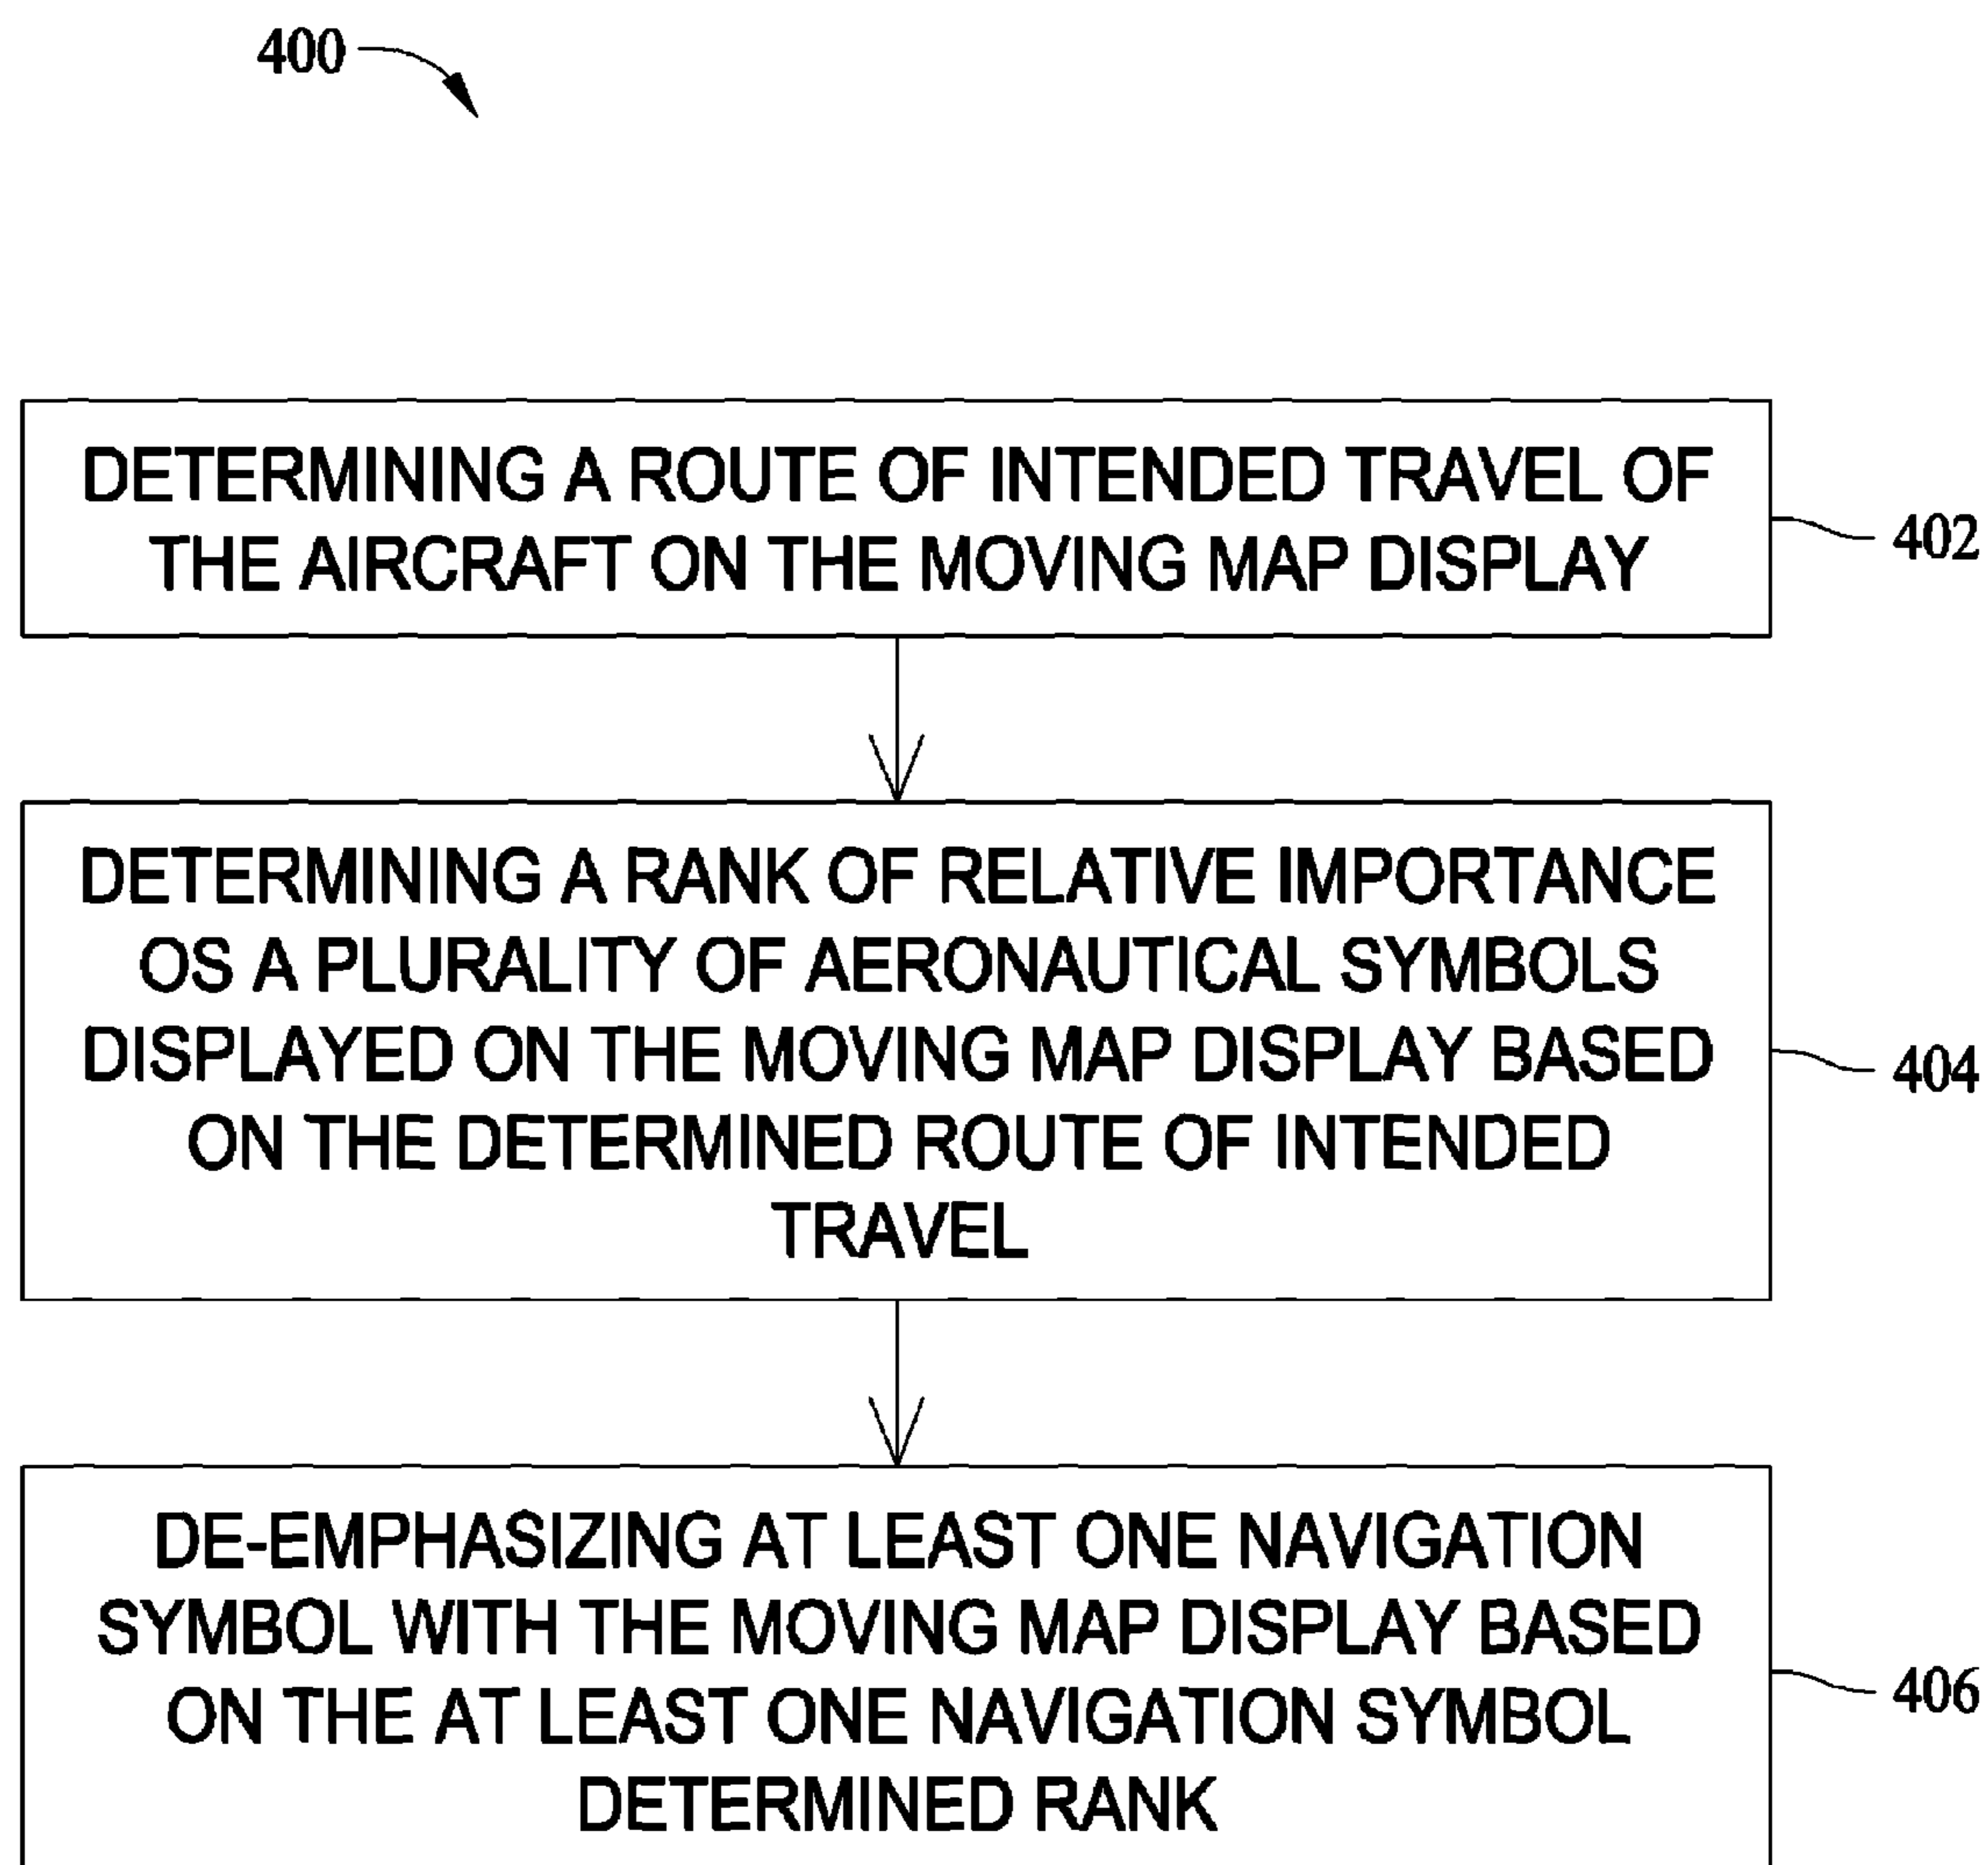 400
DETERMINING A ROUTE OF INTENDED TRAVEL OF
THE AIRCRAFT ON THE MOVING MAP DISPLAY
402
DETERMINING A RANK OF RELATIVE IMPORTANCE
OS A PLURALITY OF AERONAUTICAL SYMBOLS
DISPLAYED ON THE MOVING MAP DISPLAY BASED
ON THE DETERMINED ROUTE OF INTENDED
TRAVEL
404
DE-EMPHASIZING AT LEAST ONE NAVIGATION
SYMBOL WITH THE MOVING MAP DISPLAY BASED
ON THE AT LEAST ONE NAVIGATION SYMBOL
DETERMINED RANK
406